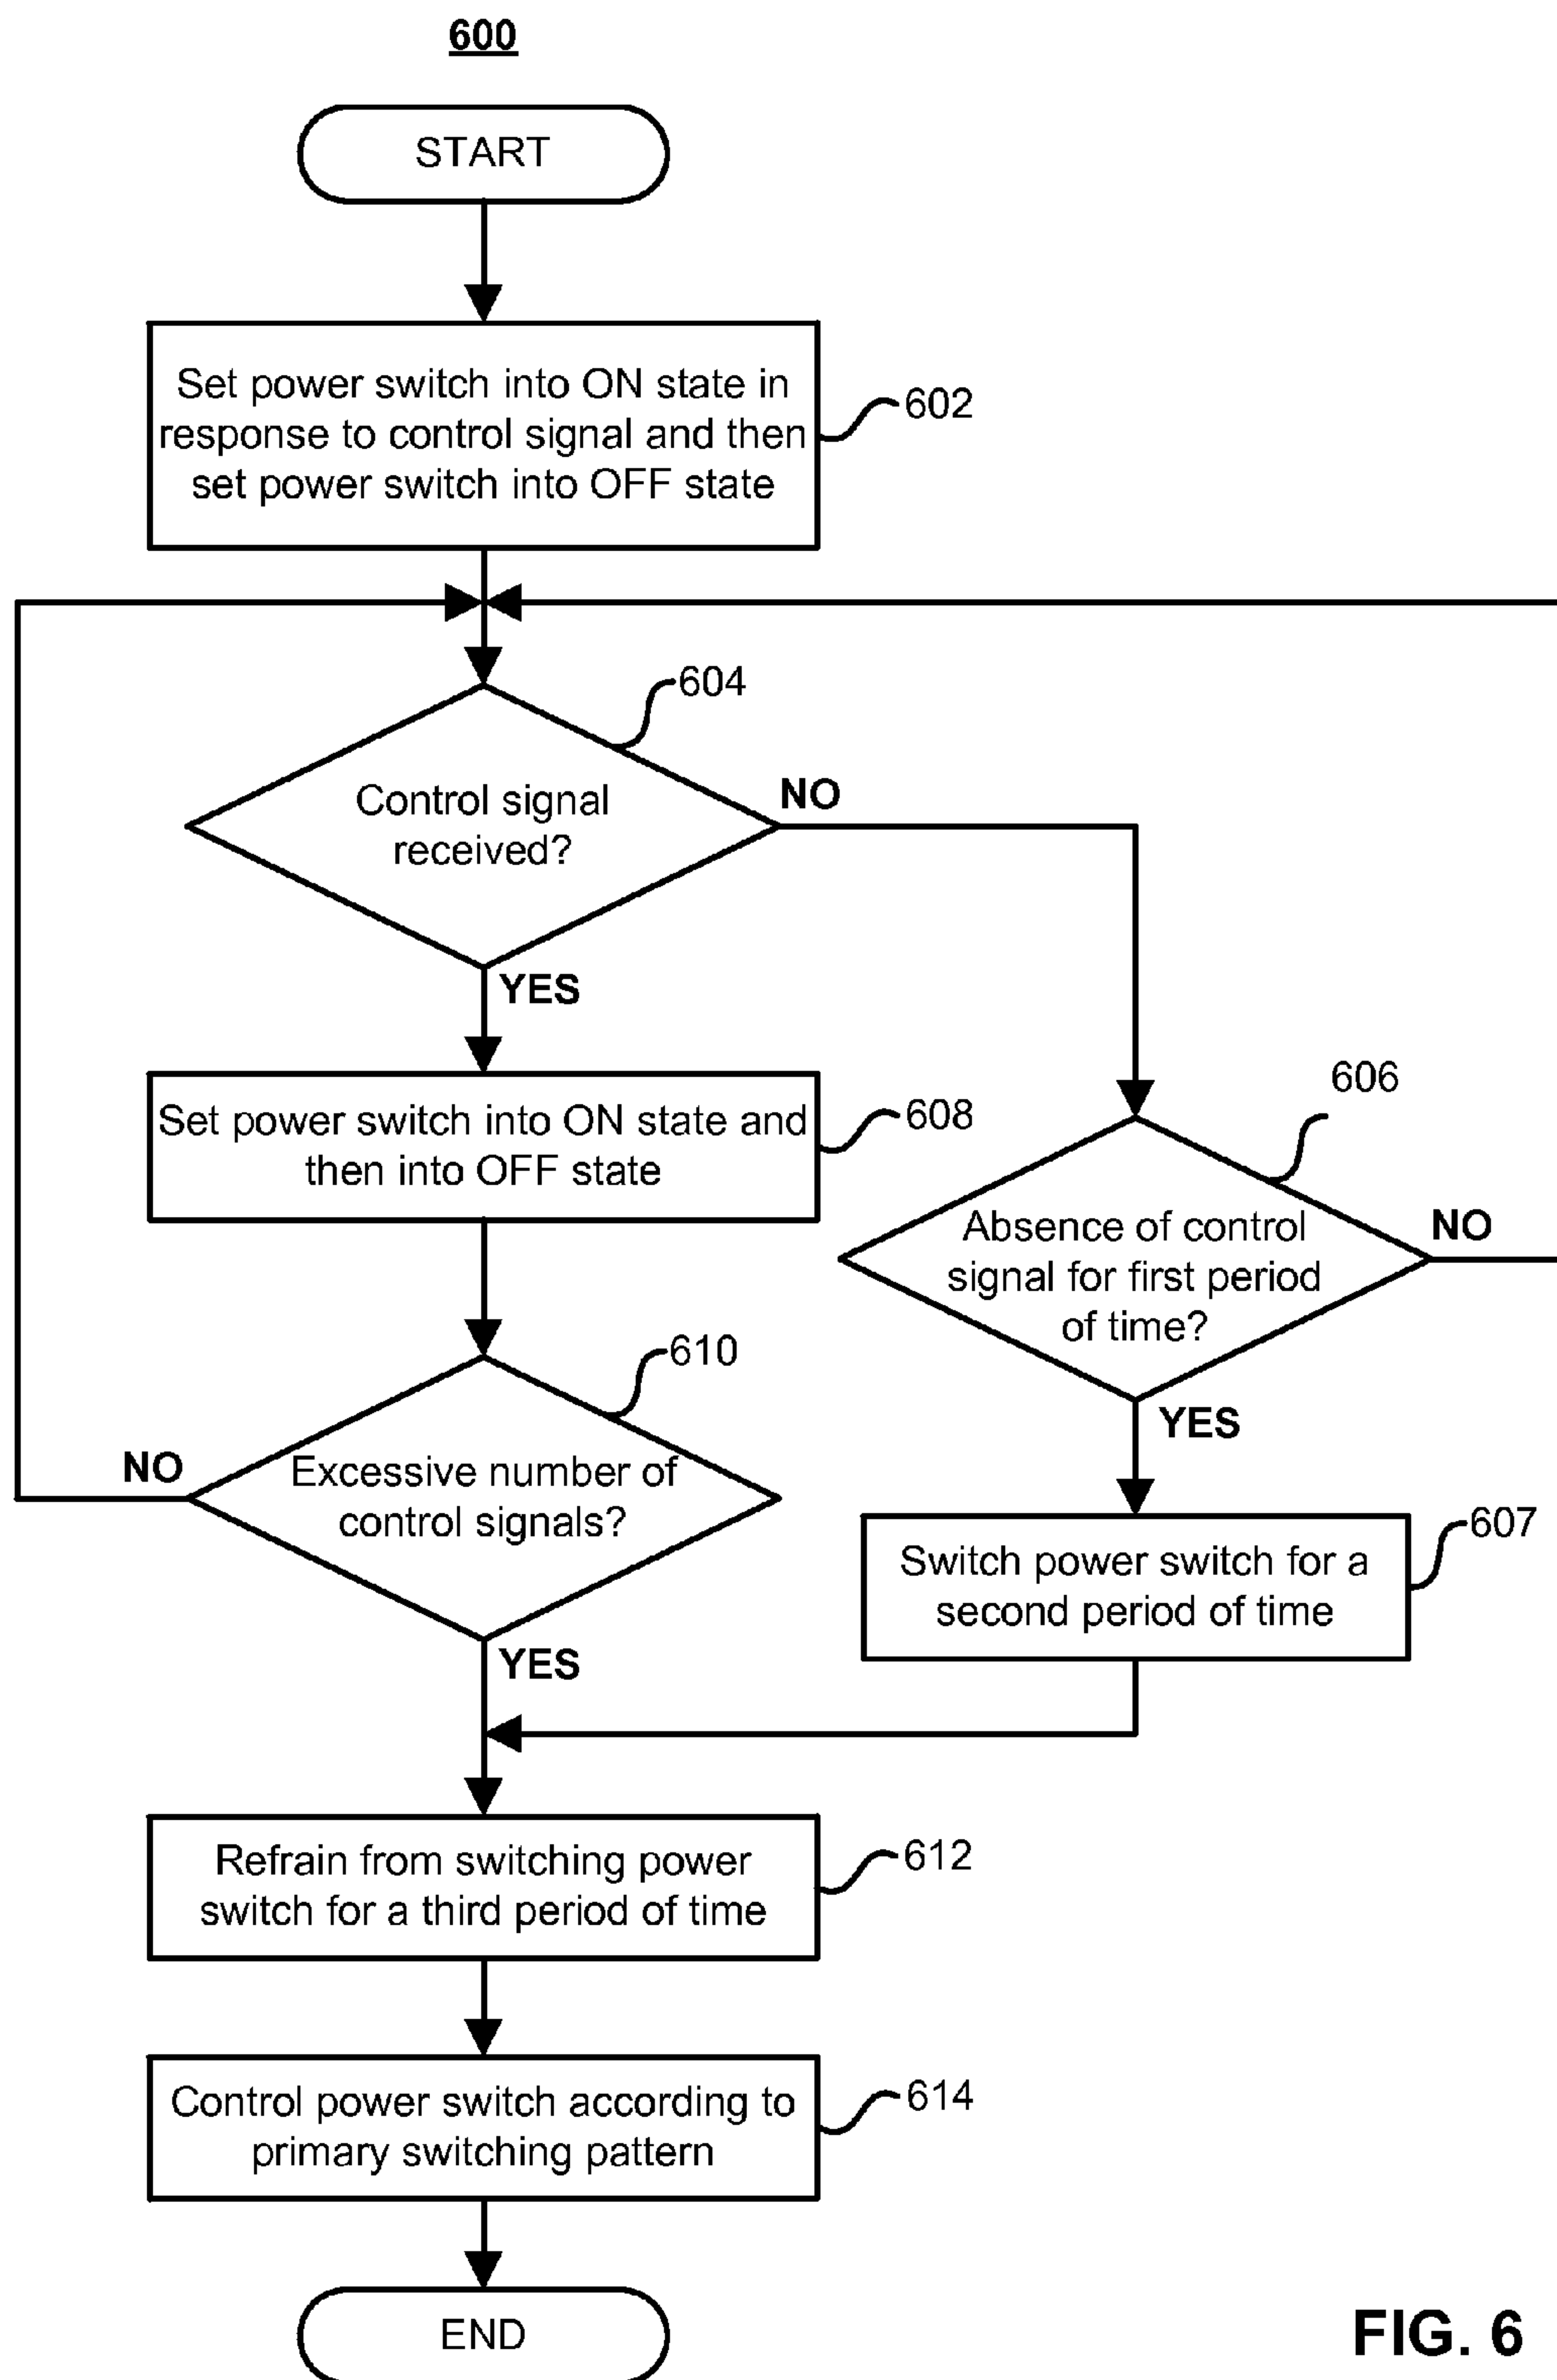 600
START
Set power switch into ON state in
response to control signal and then
set power switch into OFF state
602
604
Control signal
received?
NO
YES
Set power switch into ON state and
then into OFF state
608
606
Absence of control
signal for first period
of time?
NO
YES
610
Excessive number of
control signals?
NO
YES
607
Switch power switch for a
second period of time
Refrain from switching power
switch for a third period of time
612
Control power switch according to
primary switching pattern
614
END
FIG. 6